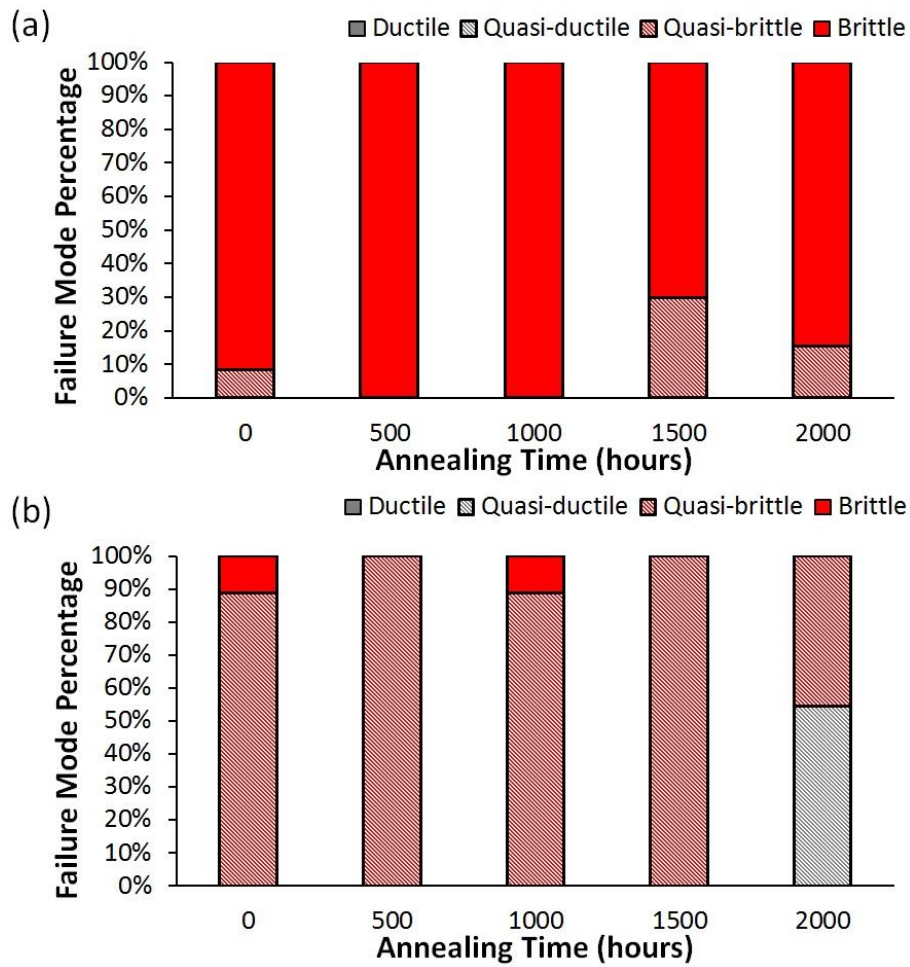 (a)
Ductile Quasi-ductile Quasi-brittle Brittle
100%
90%
80%
70%
60%
50%
40%
30%
20%
10%
0%
Failure Mode Percentage
0 500 1000 1500 2000
Annealing Time (hours)
(b)
Ductile Quasi-ductile Quasi-brittle Brittle
100%
90%
80%
70%
60%
50%
40%
30%
20%
10%
0%
Failure Mode Percentage
0 500 1000 1500 2000
Annealing Time (hours)